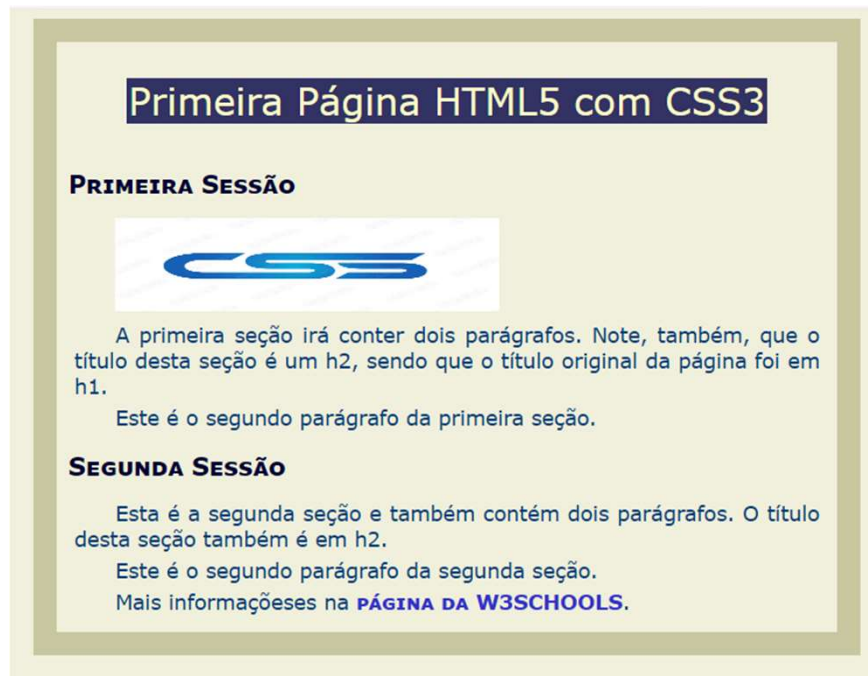 Primeira Página HTML5 com CSS3
Primeira Sessão
CSS
A primeira seção irá conter dois parágrafos. Note, também, que o
título desta seção é um h2, sendo que o título original da página foi em
h1.
Este é o segundo parágrafo da primeira seção.
Segunda Sessão
Esta é a segunda seção e também contém dois parágrafos. O título
desta seção também é em h2.
Este é o segundo parágrafo da segunda seção.
Mais informaçõeses na página da W3SCHOOLS.